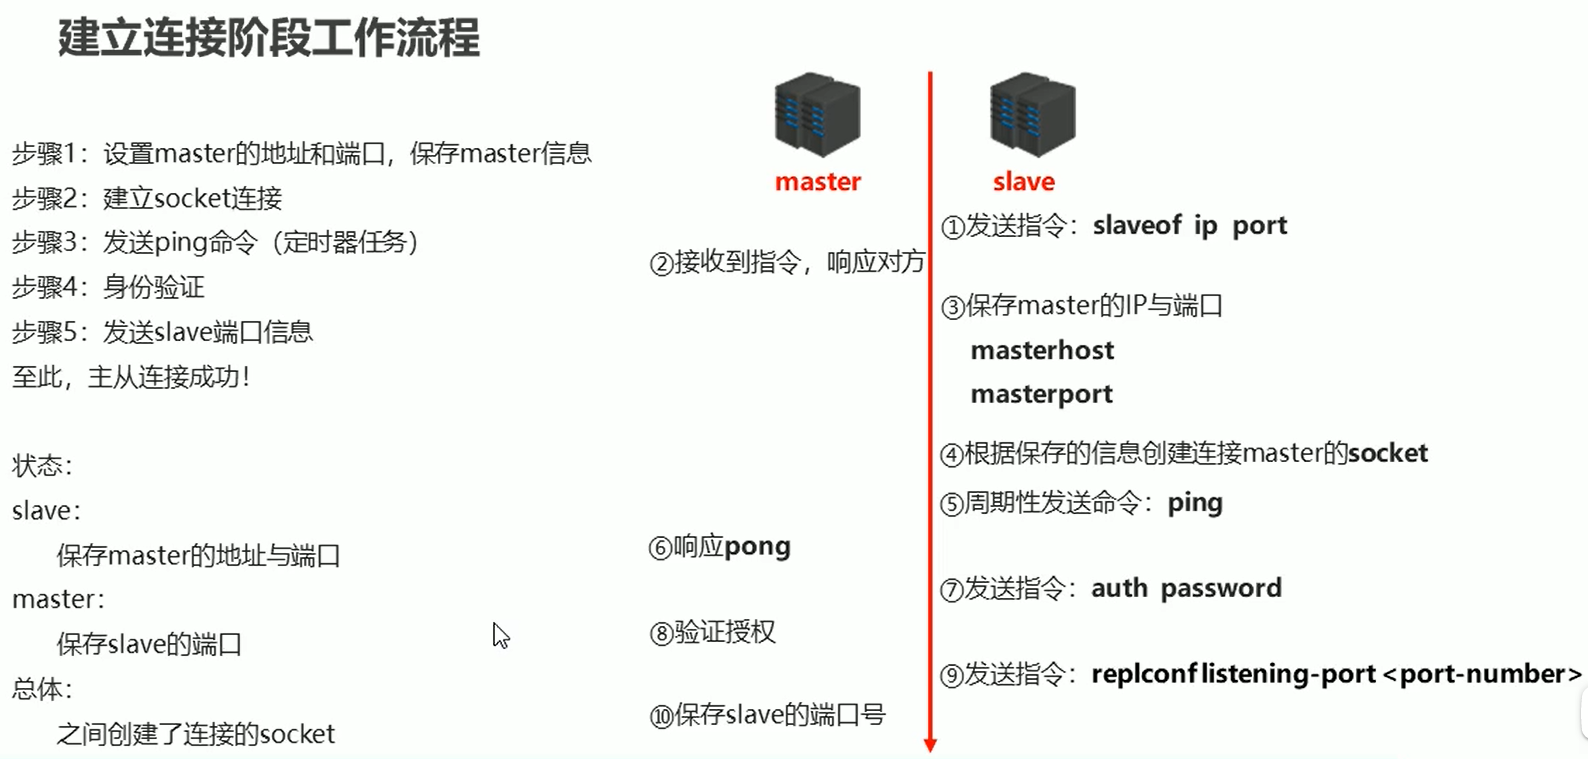 建立连接阶段工作流程
步骤1：设置master的地址和端口，保存master信息
步骤2：建立socket连接
步骤3：发送ping命令（定时器任务）
步骤4：身份验证
步骤5：发送slave端口信息
至此，主从连接成功！
状态：
slave：
保存master的地址与端口
master：
保存slave的端口
总体：
之间创建了连接的socket
master
slave
①发送指令：slaveof ip port
②接收到指令，响应对方
③保存master的IP与端口
masterhost
masterport
④根据保存的信息创建连接master的socket
⑤周期性发送命令：ping
⑥响应pong
⑦发送指令：auth password
⑧验证授权
⑨发送指令：replconf listening-port <port-number>
⑩保存slave的端口号